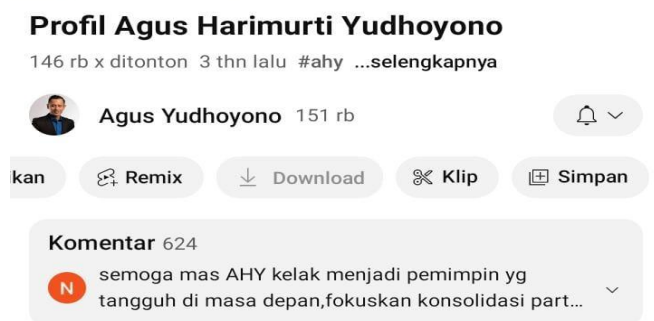 Profil Agus Harimurti Yudhoyono
146 rb x ditonton 3 thn lalu #ahy ...selengkapnya
Agus Yudhoyono 151 rb
kan Remix Download Klip Simpan
Komentar 624
N semoga mas AHY kelak menjadi pemimpin yg
tangguh di masa depan,fokuskan konsolidasi part...